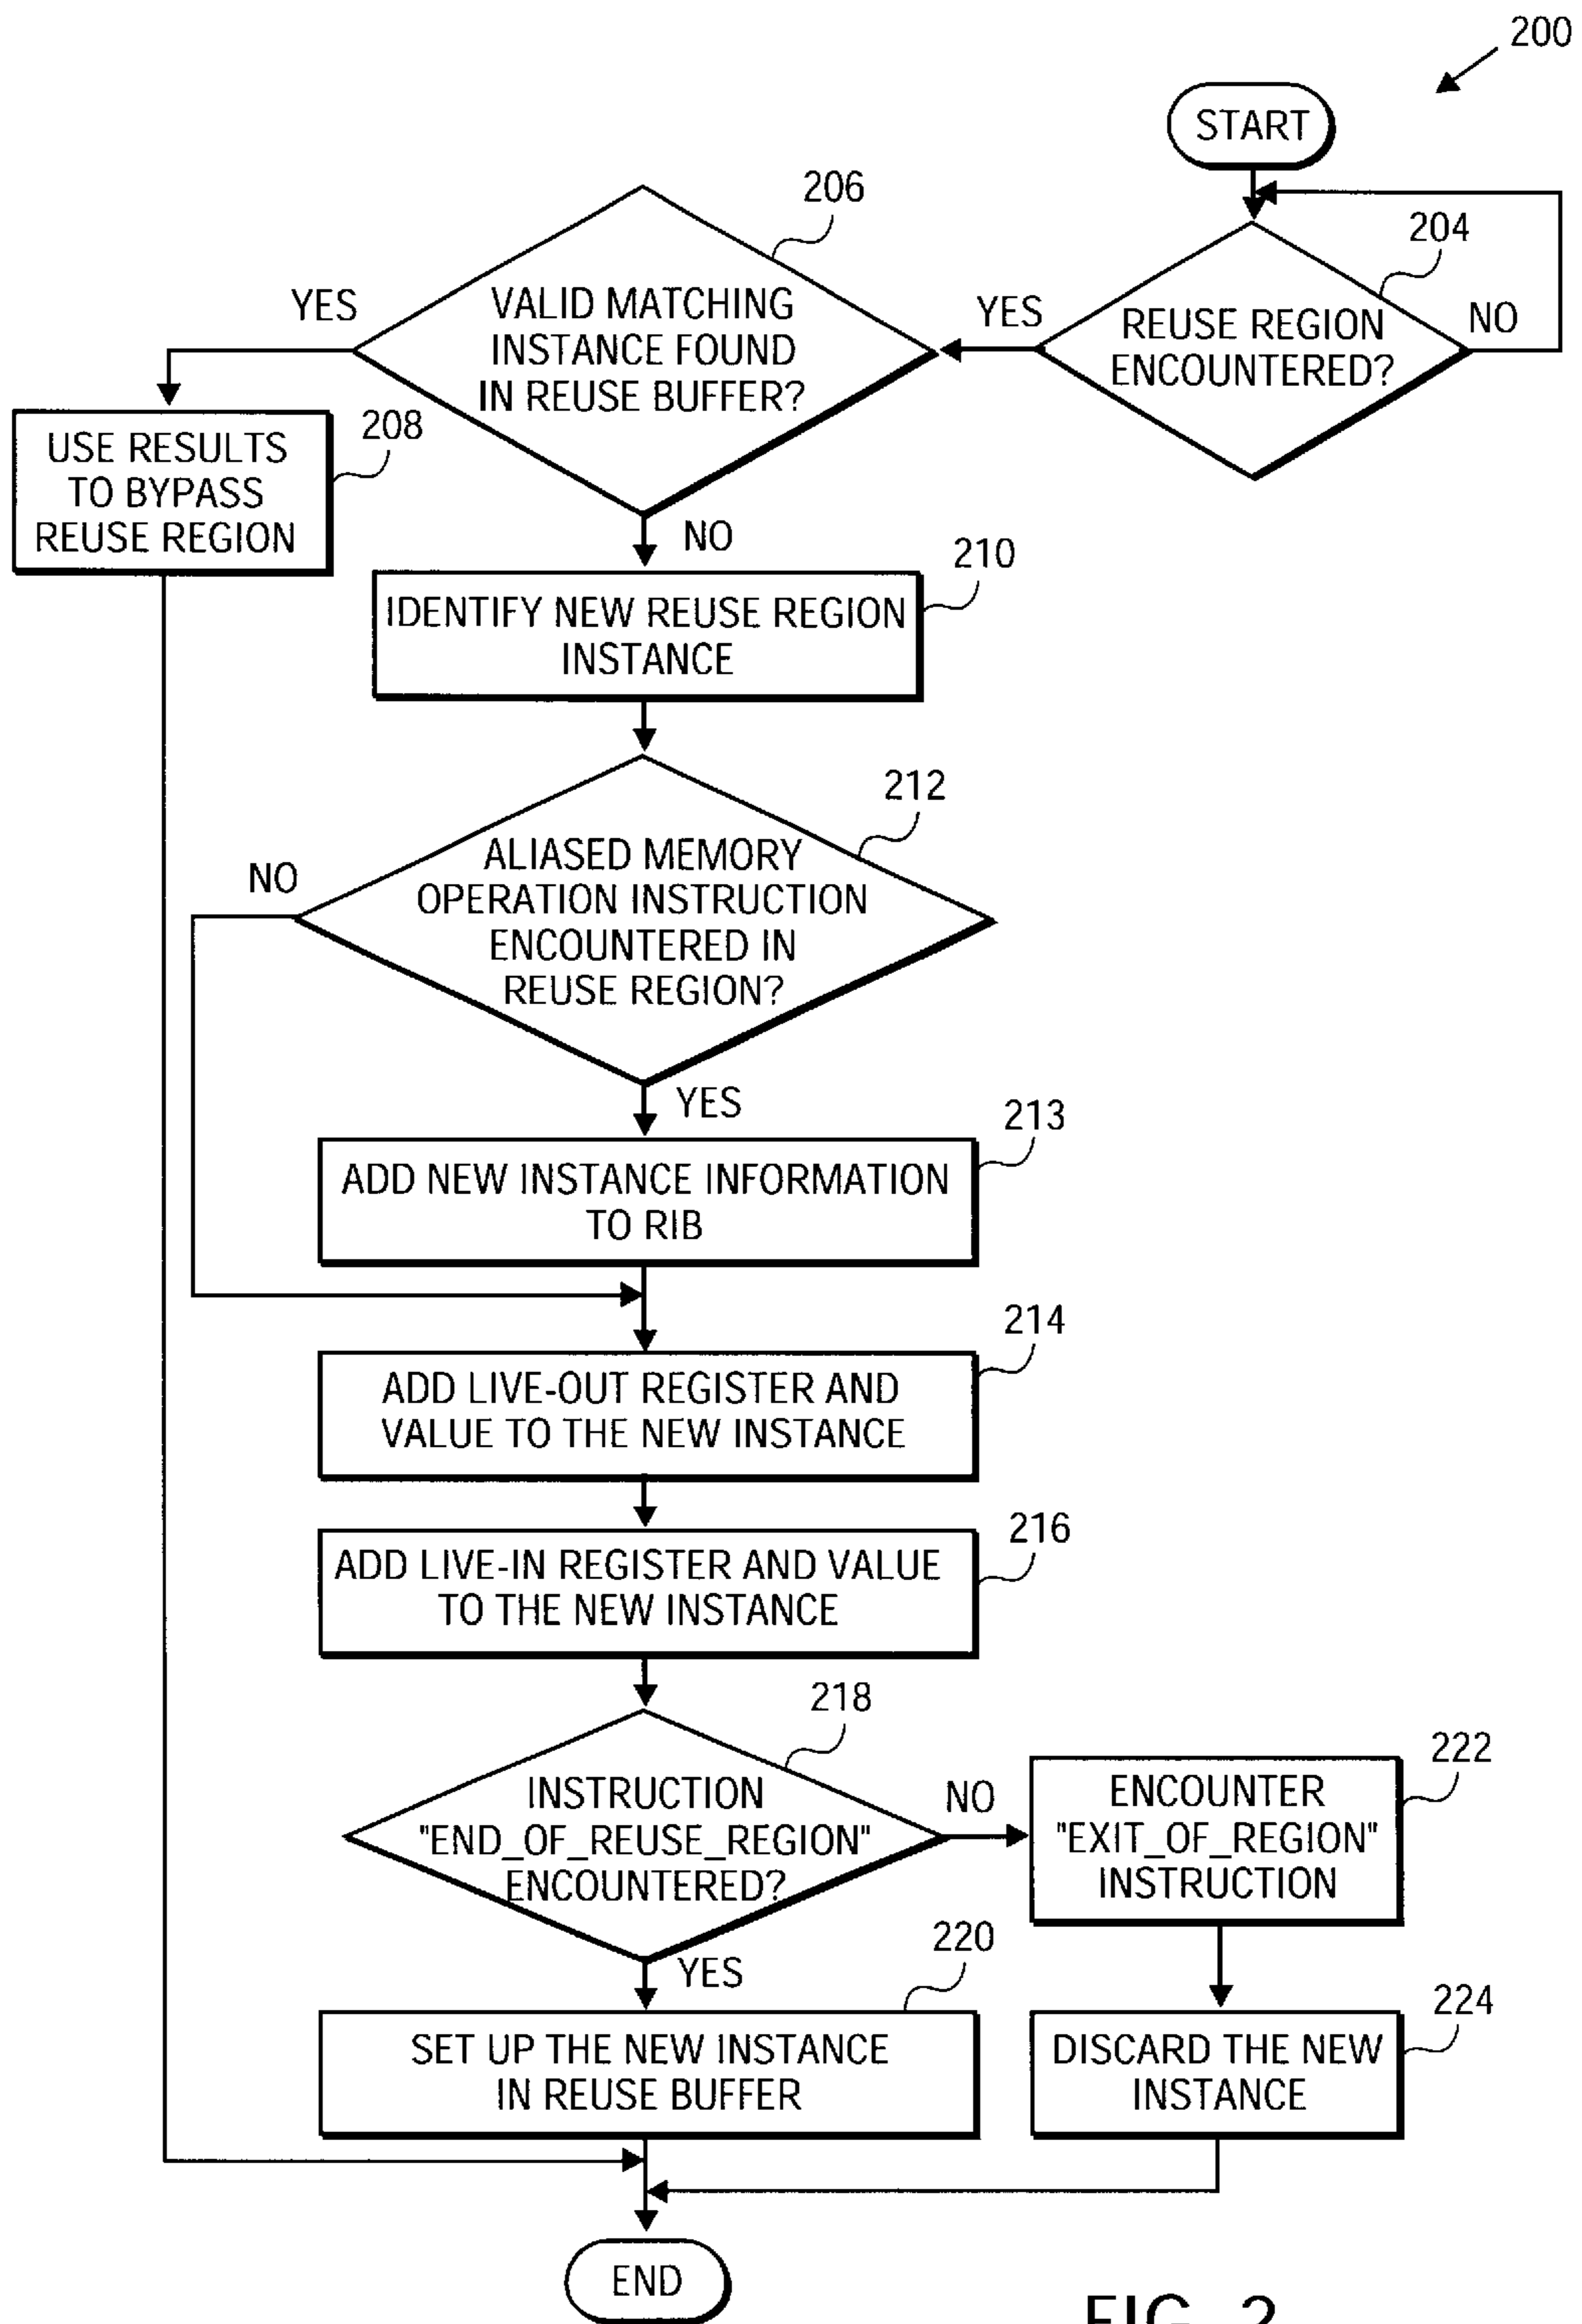 200
START
204
REUSE REGION
ENCOUNTERED?
NO
YES
206
VALID MATCHING
INSTANCE FOUND
IN REUSE BUFFER?
YES
208
USE RESULTS
TO BYPASS
REUSE REGION
NO
210
IDENTIFY NEW REUSE REGION
INSTANCE
212
ALIASED MEMORY
OPERATION INSTRUCTION
ENCOUNTERED IN
REUSE REGION?
NO
YES
213
ADD NEW INSTANCE INFORMATION
TO RIB
214
ADD LIVE-OUT REGISTER AND
VALUE TO THE NEW INSTANCE
216
ADD LIVE-IN REGISTER AND VALUE
TO THE NEW INSTANCE
218
INSTRUCTION
"END_OF_REUSE_REGION"
ENCOUNTERED?
NO
222
ENCOUNTER
"EXIT_OF_REGION"
INSTRUCTION
YES
220
SET UP THE NEW INSTANCE
IN REUSE BUFFER
224
DISCARD THE NEW
INSTANCE
END
FIG. 2